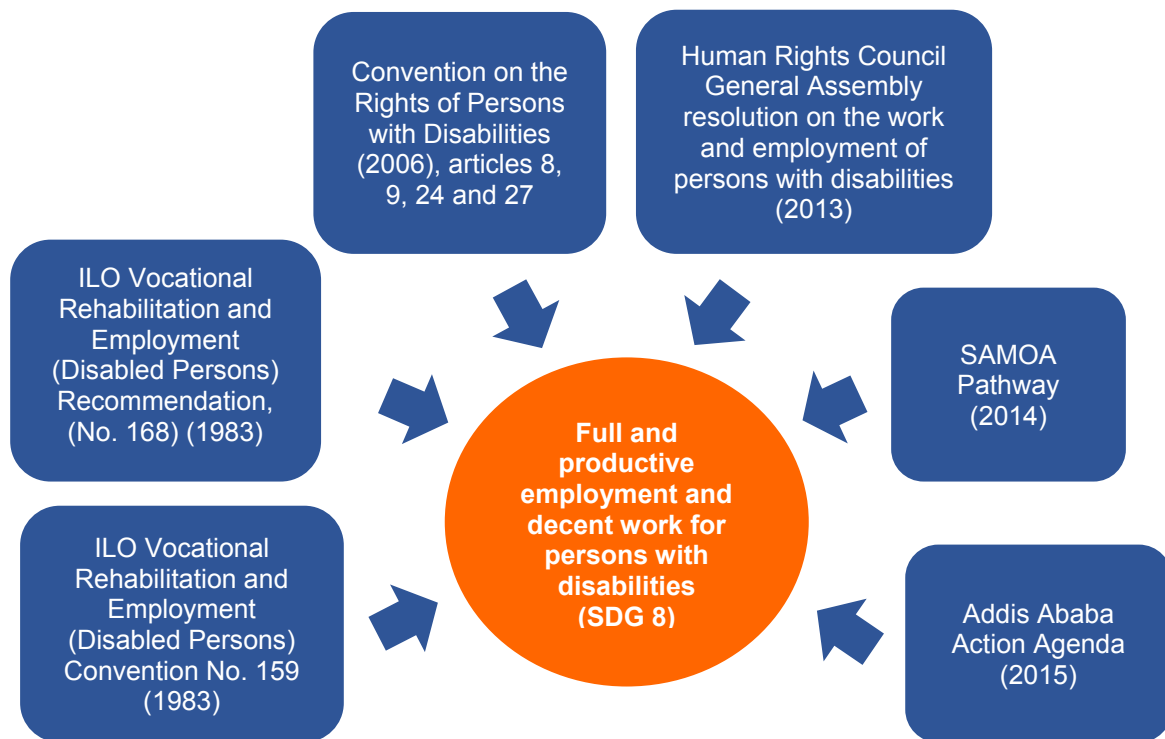 Convention on the
Rights of Persons
with Disabilities
(2006), articles 8,
9, 24 and 27
Human Rights Council
General Assembly
resolution on the work
and employment of
persons with disabilities
(2013)
ILO Vocational
Rehabilitation and
Employment
(Disabled Persons)
Recommendation,
(No. 168) (1983)
SAMOA
Pathway
(2014)
Full and
productive
employment and
decent work for
persons with
disabilities
(SDG 8)
ILO Vocational
Rehabilitation and
Employment
(Disabled Persons)
Convention No. 159
(1983)
Addis Ababa
Action Agenda
(2015)